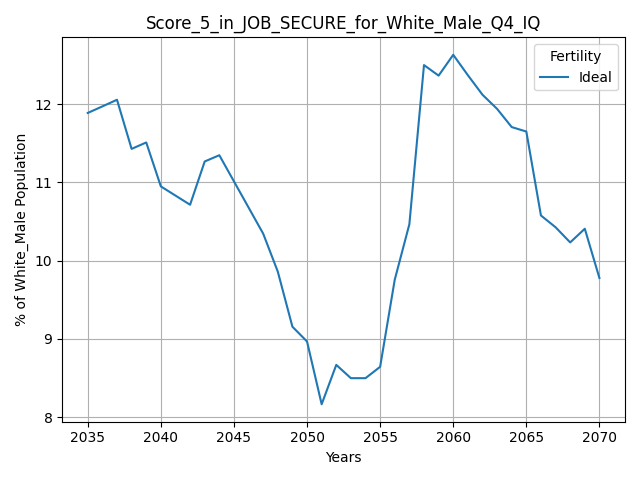 Score_5_in_JOB_SECURE_for_White_Male_Q4_IQ
Fertility
Ideal
% of White_Male Population
12
11
10
9
8
2035 2040 2045 2050 2055 2060 2065 2070
Years